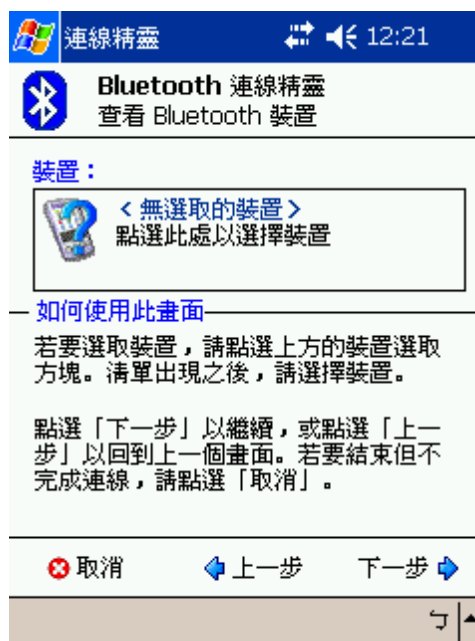 連線精靈 12:21
Bluetooth 連線精靈
查看 Bluetooth 裝置
裝置：
＜無選取的裝置＞
點選此處以選擇裝置
如何使用此畫面
若要選取裝置，請點選上方的裝置選取
方塊。清單出現之後，請選擇裝置。
點選「下一步」以繼續，或點選「上一
步」以回到上一個畫面。若要結束但不
完成連線，請點選「取消」。
取消 上一步 下一步
ㄅ